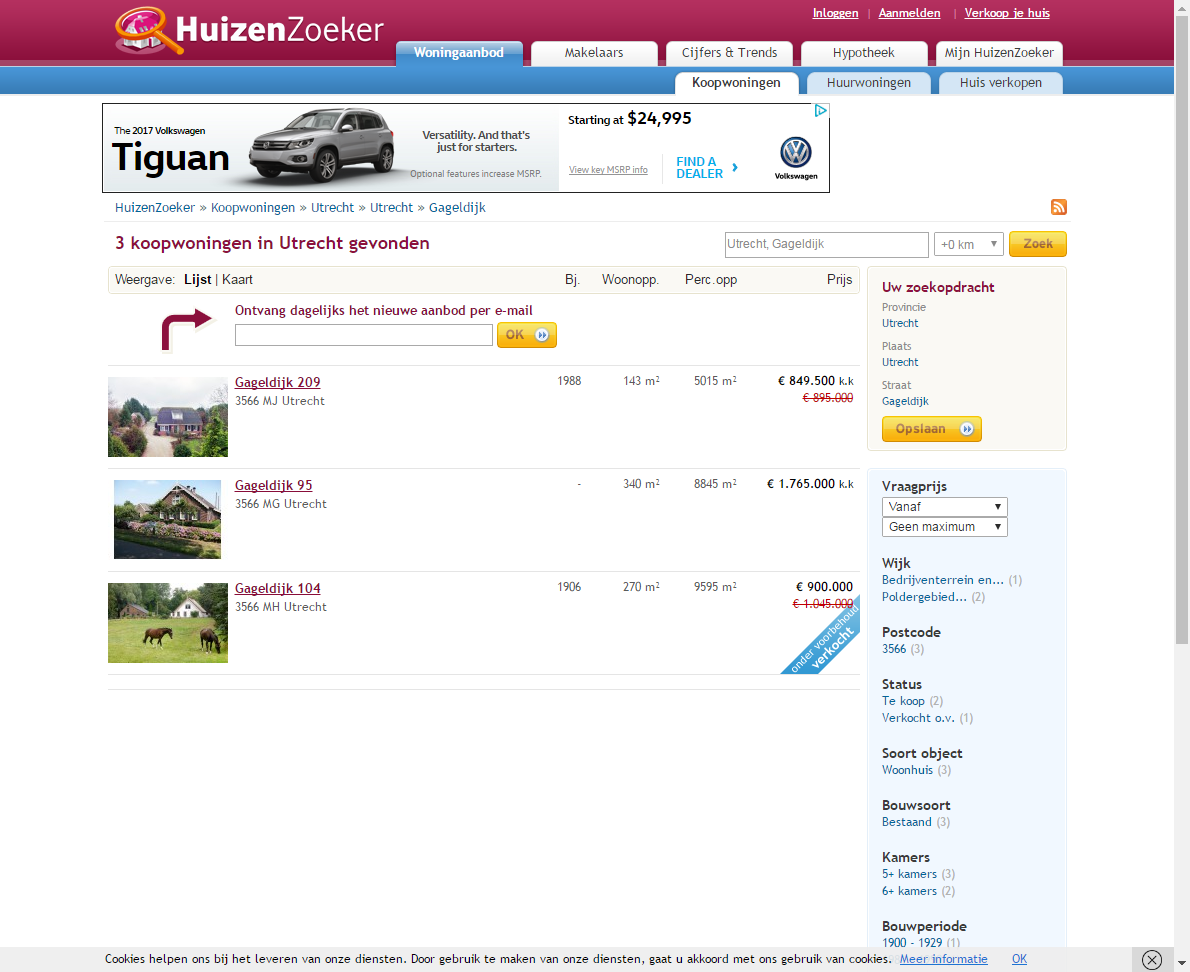 Inloggen | Aanmelden | Verkoop je huis
HuizenZoeker
Woningaanbod Makelaars Cijfers & Trends Hypotheek Mijn HuizenZoeker
Koopwoningen Huurwoningen Huis verkopen
The 2017 Volkswagen
Tiguan
Versatility. And that's
just for starters.
Optional features increase MSRP.
Starting at $24,995
View key MSRP info
FIND A
DEALER
Volkswagen
HuizenZoeker » Koopwoningen » Utrecht » Utrecht » Gageldijk
3 koopwoningen in Utrecht gevonden
Utrecht, Gageldijk +0 km Zoek
Weergave: Lijst | Kaart Bj. Woonopp. Perc.opp Prijs
Ontvang dagelijks het nieuwe aanbod per e-mail
OK
Gageldijk 209 1988 143 m² 5015 m² € 849.500 k.k
3566 MJ Utrecht € 895.000
Gageldijk 95 - 340 m² 8845 m² € 1.765.000 k.k
3566 MG Utrecht
Gageldijk 104 1906 270 m² 9595 m² € 900.000
3566 MH Utrecht € 1.045.000
onder voorbehoud
verkocht
Uw zoekopdracht
Provincie
Utrecht
Plaats
Utrecht
Straat
Gageldijk
Opslaan
Vraagprijs
Vanaf
Geen maximum
Wijk
Bedrijventerrein en... (1)
Poldergebied... (2)
Postcode
3566 (3)
Status
Te koop (2)
Verkocht o.v. (1)
Soort object
Woonhuis (3)
Bouwsoort
Bestaand (3)
Kamers
5+ kamers (3)
6+ kamers (2)
Bouwperiode
1900 - 1929 (1)
Cookies helpen ons bij het leveren van onze diensten. Door gebruik te maken van onze diensten, gaat u akkoord met ons gebruik van cookies. Meer informatie OK